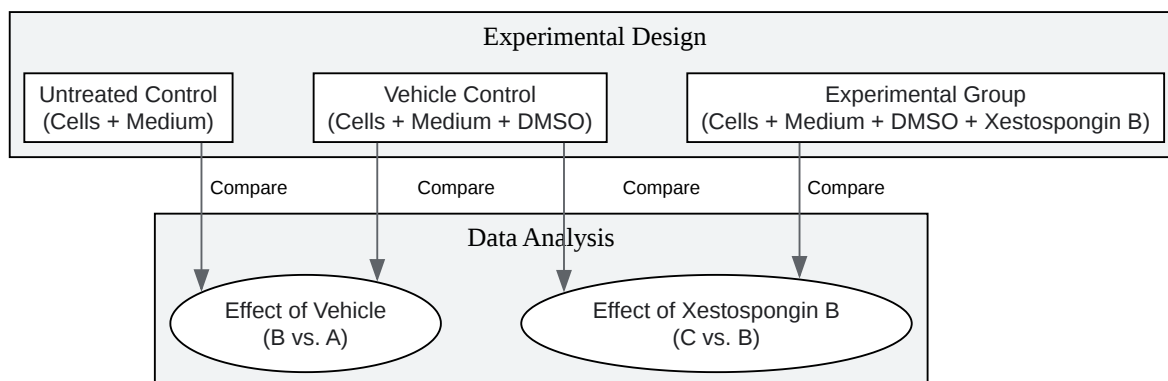 Experimental Design
Untreated Control
(Cells + Medium)
Vehicle Control
(Cells + Medium + DMSO)
Experimental Group
(Cells + Medium + DMSO + Xestospongin B)
Compare
Compare
Compare
Compare
Data Analysis
Effect of Vehicle
(B vs. A)
Effect of Xestospongin B
(C vs. B)